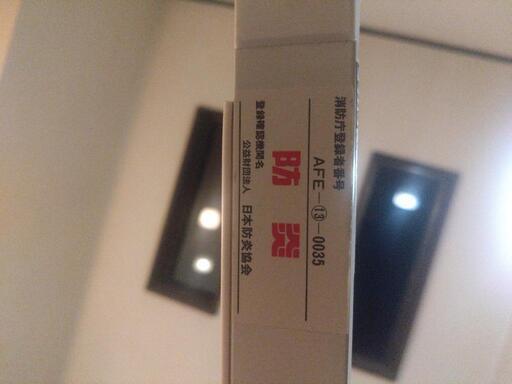 消防庁登録者番号
AFE-⑬-0035
防炎
登録確認機関名
公益財団法人 日本防炎協会